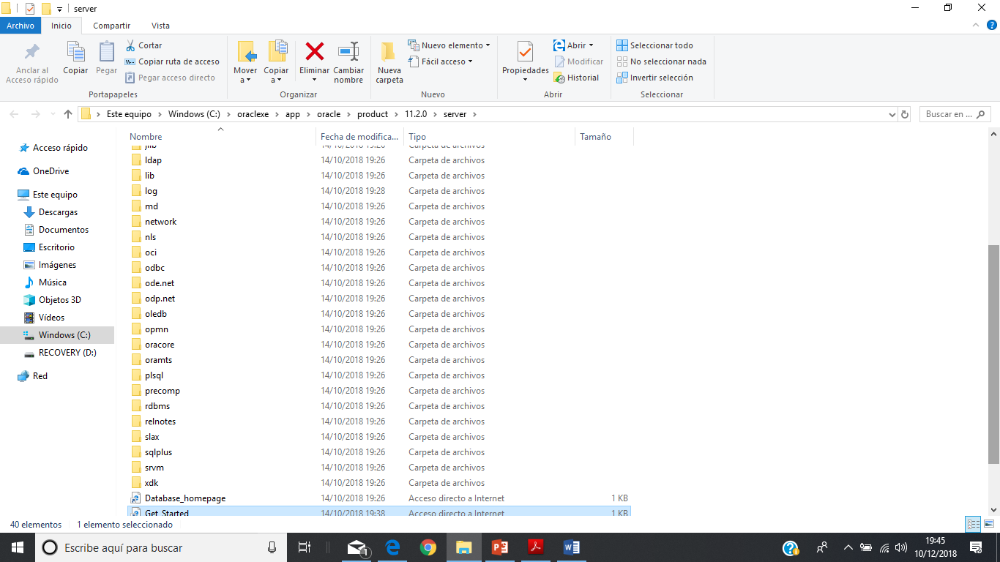 server
Archivo Inicio Compartir Vista
Anclar al Acceso rápido
Copiar
Pegar
Cortar
Copiar ruta de acceso
Pegar acceso directo
Portapapeles
Mover a
Copiar a
Eliminar
Cambiar nombre
Organizar
Nueva carpeta
Nuevo elemento
Fácil acceso
Nuevo
Propiedades
Abrir
Modificar
Historial
Abrir
Seleccionar todo
No seleccionar nada
Invertir selección
Seleccionar
Este equipo > Windows (C:) > oraclexe > app > oracle > product > 11.2.0 > server >
Buscar en ...
Acceso rápido
OneDrive
Este equipo
Descargas
Documentos
Escritorio
Imágenes
Música
Objetos 3D
Vídeos
Windows (C:)
RECOVERY (D:)
Red
Nombre Fecha de modifica... Tipo Tamaño
jlib 14/10/2018 19:26 Carpeta de archivos
ldap 14/10/2018 19:26 Carpeta de archivos
lib 14/10/2018 19:26 Carpeta de archivos
log 14/10/2018 19:28 Carpeta de archivos
md 14/10/2018 19:26 Carpeta de archivos
network 14/10/2018 19:26 Carpeta de archivos
nls 14/10/2018 19:26 Carpeta de archivos
oci 14/10/2018 19:26 Carpeta de archivos
odbc 14/10/2018 19:26 Carpeta de archivos
ode.net 14/10/2018 19:26 Carpeta de archivos
odp.net 14/10/2018 19:26 Carpeta de archivos
oledb 14/10/2018 19:26 Carpeta de archivos
opmn 14/10/2018 19:26 Carpeta de archivos
oracore 14/10/2018 19:26 Carpeta de archivos
oramts 14/10/2018 19:26 Carpeta de archivos
plsql 14/10/2018 19:26 Carpeta de archivos
precomp 14/10/2018 19:26 Carpeta de archivos
rdbms 14/10/2018 19:26 Carpeta de archivos
relnotes 14/10/2018 19:26 Carpeta de archivos
slax 14/10/2018 19:26 Carpeta de archivos
sqlplus 14/10/2018 19:26 Carpeta de archivos
srvm 14/10/2018 19:26 Carpeta de archivos
xdk 14/10/2018 19:26 Carpeta de archivos
Database_homepage 14/10/2018 19:26 Acceso directo a Internet 1 KB
Get_Started 14/10/2018 19:38 Acceso directo a Internet 1 KB
40 elementos 1 elemento seleccionado
Escribe aquí para buscar
1
19:45
10/12/2018